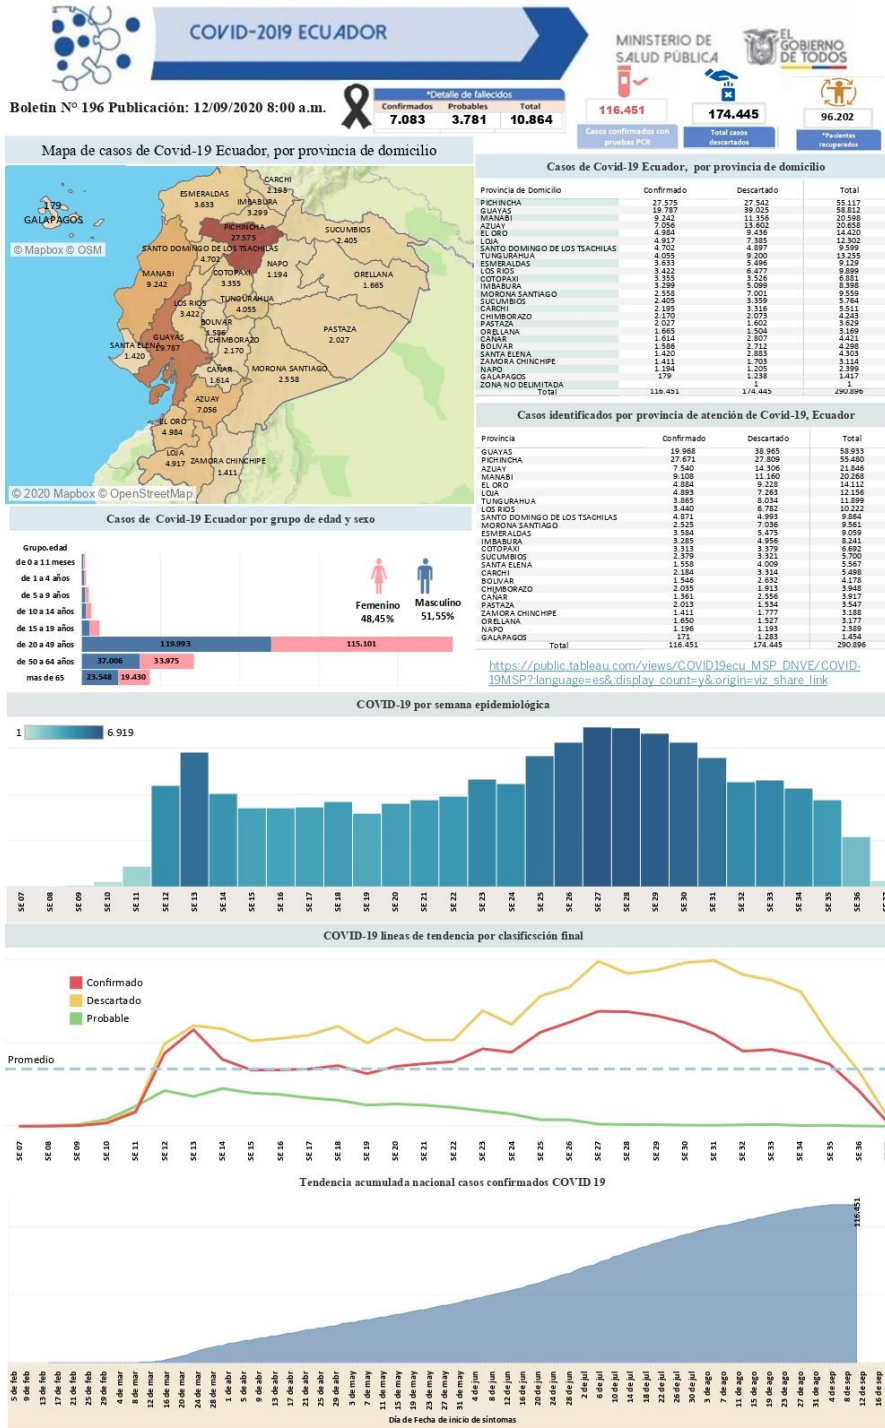 COVID-2019 ECUADOR
MINISTERIO DE
SALUD PÚBLICA
EL
GOBIERNO
DE TODOS
Boletin N° 196 Publicación: 12/09/2020 8:00 a.m.
*Detalle de fallecidos
Confirmados Probables Total
7.083 3.781 10.864
116.451
Casos confirmados con
pruebas PCR
174.445
Total casos
descartados
96.202
*Pacientes
recuperados
Mapa de casos de Covid-19 Ecuador, por provincia de domicilio
CARCHI
2.195
ESMERALDAS
3.633
IMBABURA
3.299
179
GALAPAGOS
PICHINCHA
27.575
SUCUMBIOS
2.405
© Mapbox © OSM
SANTO DOMINGO DE LOS TSACHILAS
4.702
NAPO
1.194
COTOPAXI
3.355
ORELLANA
1.665
MANABI
9.242
LOS RIOS
3.422
TUNGURAHUA
4.055
BOLIVAR
1.586
PASTAZA
2.027
GUAYAS
19.787
CHIMBORAZO
2.170
SANTA ELENA
1.420
CAÑAR
1.614
MORONA SANTIAGO
2.558
AZUAY
7.056
EL ORO
4.984
LOJA
4.917
ZAMORA CHINCHIPE
1.411
© 2020 Mapbox © OpenStreetMap
Casos de Covid-19 Ecuador, por provincia de domicilio
Provincia de Domicilio Confirmado Descartado Total
PICHINCHA 27.575 27.542 55.117
GUAYAS 19.787 39.025 58.812
MANABI 9.242 11.356 20.598
AZUAY 7.056 13.602 20.658
EL ORO 4.984 9.436 14.420
LOJA 4.917 7.385 12.302
SANTO DOMINGO DE LOS TSACHILAS 4.702 4.897 9.599
TUNGURAHUA 4.055 9.200 13.255
ESMERALDAS 3.633 5.496 9.129
LOS RIOS 3.422 6.477 9.899
COTOPAXI 3.355 3.526 6.881
IMBABURA 3.299 5.099 8.398
MORONA SANTIAGO 2.558 7.001 9.559
SUCUMBIOS 2.405 3.359 5.764
CARCHI 2.195 3.316 5.511
CHIMBORAZO 2.170 2.073 4.243
PASTAZA 2.027 1.602 3.629
ORELLANA 1.665 1.504 3.169
CAÑAR 1.614 2.807 4.421
BOLIVAR 1.586 2.712 4.298
SANTA ELENA 1.420 2.883 4.303
ZAMORA CHINCHIPE 1.411 1.703 3.114
NAPO 1.194 1.205 2.399
GALAPAGOS 179 1.238 1.417
ZONA NO DELIMITADA 1 1
Total 116.451 174.445 290.896
Casos identificados por provincia de atención de Covid-19, Ecuador
Provincia Confirmado Descartado Total
GUAYAS 19.968 38.965 58.933
PICHINCHA 27.671 27.809 55.480
AZUAY 7.540 14.306 21.846
MANABI 9.108 11.160 20.268
EL ORO 4.884 9.228 14.112
LOJA 4.893 7.263 12.156
TUNGURAHUA 3.865 8.034 11.899
LOS RIOS 3.440 6.782 10.222
SANTO DOMINGO DE LOS TSACHILAS 4.871 4.993 9.864
MORONA SANTIAGO 2.525 7.036 9.561
ESMERALDAS 3.584 5.475 9.059
IMBABURA 3.285 4.956 8.241
COTOPAXI 3.313 3.379 6.692
SUCUMBIOS 2.379 3.321 5.700
SANTA ELENA 1.558 4.009 5.567
CARCHI 2.184 3.314 5.498
BOLIVAR 1.546 2.632 4.178
CHIMBORAZO 2.035 1.913 3.948
CAÑAR 1.361 2.556 3.917
PASTAZA 2.013 1.534 3.547
ZAMORA CHINCHIPE 1.411 1.777 3.188
ORELLANA 1.650 1.527 3.177
NAPO 1.196 1.193 2.389
GALAPAGOS 171 1.283 1.454
Total 116.451 174.445 290.896
https://public.tableau.com/views/COVID19ecu_MSP_DNVE/COVID-
19MSP?:language=es&:display_count=y&:origin=viz_share_link
Casos de Covid-19 Ecuador por grupo de edad y sexo
Grupo.edad
de 0 a 11 meses
de 1 a 4 años
de 5 a 9 años
de 10 a 14 años
de 15 a 19 años
de 20 a 49 años 119.993 115.101
de 50 a 64 años 37.006 33.975
mas de 65 23.548 19.430
Femenino
48,45%
Masculino
51,55%
COVID-19 por semana epidemiológica
1 6.919
SE 07 SE 08 SE 09 SE 10 SE 11 SE 12 SE 13 SE 14 SE 15 SE 16 SE 17 SE 18 SE 19 SE 20 SE 21 SE 22 SE 23 SE 24 SE 25 SE 26 SE 27 SE 28 SE 29 SE 30 SE 31 SE 32 SE 33 SE 34 SE 35 SE 36
COVID-19 lineas de tendencia por clasificsción final
Confirmado
Descartado
Probable
Promedio
SE 07 SE 08 SE 09 SE 10 SE 11 SE 12 SE 13 SE 14 SE 15 SE 16 SE 17 SE 18 SE 19 SE 20 SE 21 SE 22 SE 23 SE 24 SE 25 SE 26 SE 27 SE 28 SE 29 SE 30 SE 31 SE 32 SE 33 SE 34 SE 35 SE 36
Tendencia acumulada nacional casos confirmados COVID 19
116.451
5 de feb 9 de feb 13 de feb 17 de feb 21 de feb 25 de feb 29 de feb 4 de mar 8 de mar 12 de mar 16 de mar 20 de mar 24 de mar 28 de mar 1 de abr 5 de abr 9 de abr 13 de abr 17 de abr 21 de abr 25 de abr 29 de abr 3 de may 7 de may 11 de may 15 de may 19 de may 23 de may 27 de may 31 de may 4 de jun 8 de jun 12 de jun 16 de jun 20 de jun 24 de jun 28 de jun 2 de jul 6 de jul 10 de jul 14 de jul 18 de jul 22 de jul 26 de jul 30 de jul 3 de ago 7 de ago 11 de ago 15 de ago 19 de ago 23 de ago 27 de ago 31 de ago 4 de sep 8 de sep 12 de sep 16 de sep
Día de Fecha de inicio de síntomas